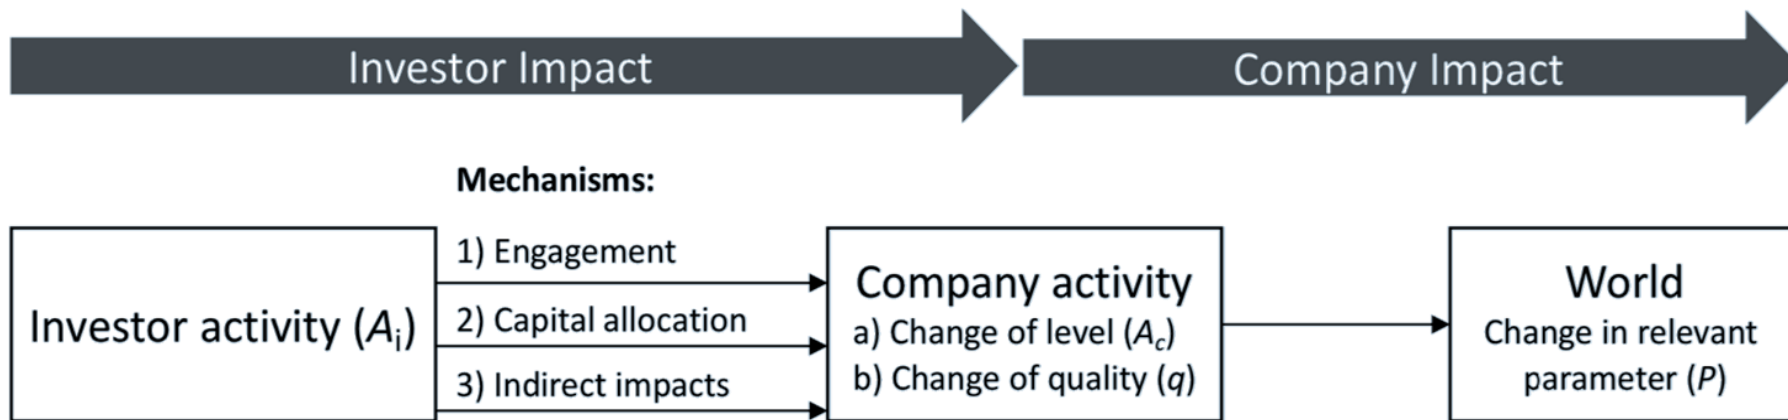 Investor Impact
Company Impact
Mechanisms:
Investor activity (Ai)
1) Engagement
2) Capital allocation
3) Indirect impacts
Company activity
a) Change of level (Ac)
b) Change of quality (q)
World
Change in relevant
parameter (P)